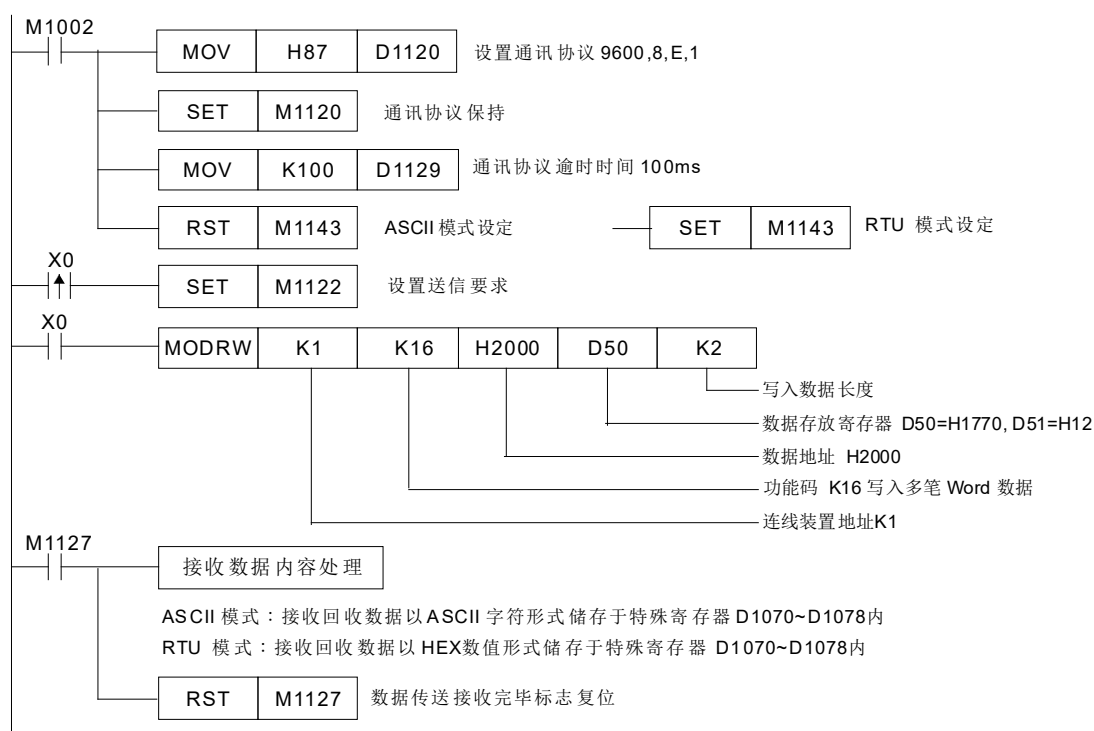 M1002
MOV H87 D1120 设置通讯协议 9600,8,E,1
SET M1120 通讯协议保持
MOV K100 D1129 通讯协议逾时时间 100ms
RST M1143 ASCII 模式设定 SET M1143 RTU 模式设定
X0
SET M1122 设置送信要求
X0
MODRW K1 K16 H2000 D50 K2
写入数据长度
数据存放寄存器 D50=H1770, D51=H12
数据地址 H2000
功能码 K16 写入多笔 Word 数据
连线装置地址K1
M1127
接收数据内容处理
ASCII 模式：接收回收数据以 ASCII 字符形式储存于特殊寄存器 D1070~D1078内
RTU 模式：接收回收数据以 HEX数值形式储存于特殊寄存器 D1070~D1078内
RST M1127 数据传送接收完毕标志复位